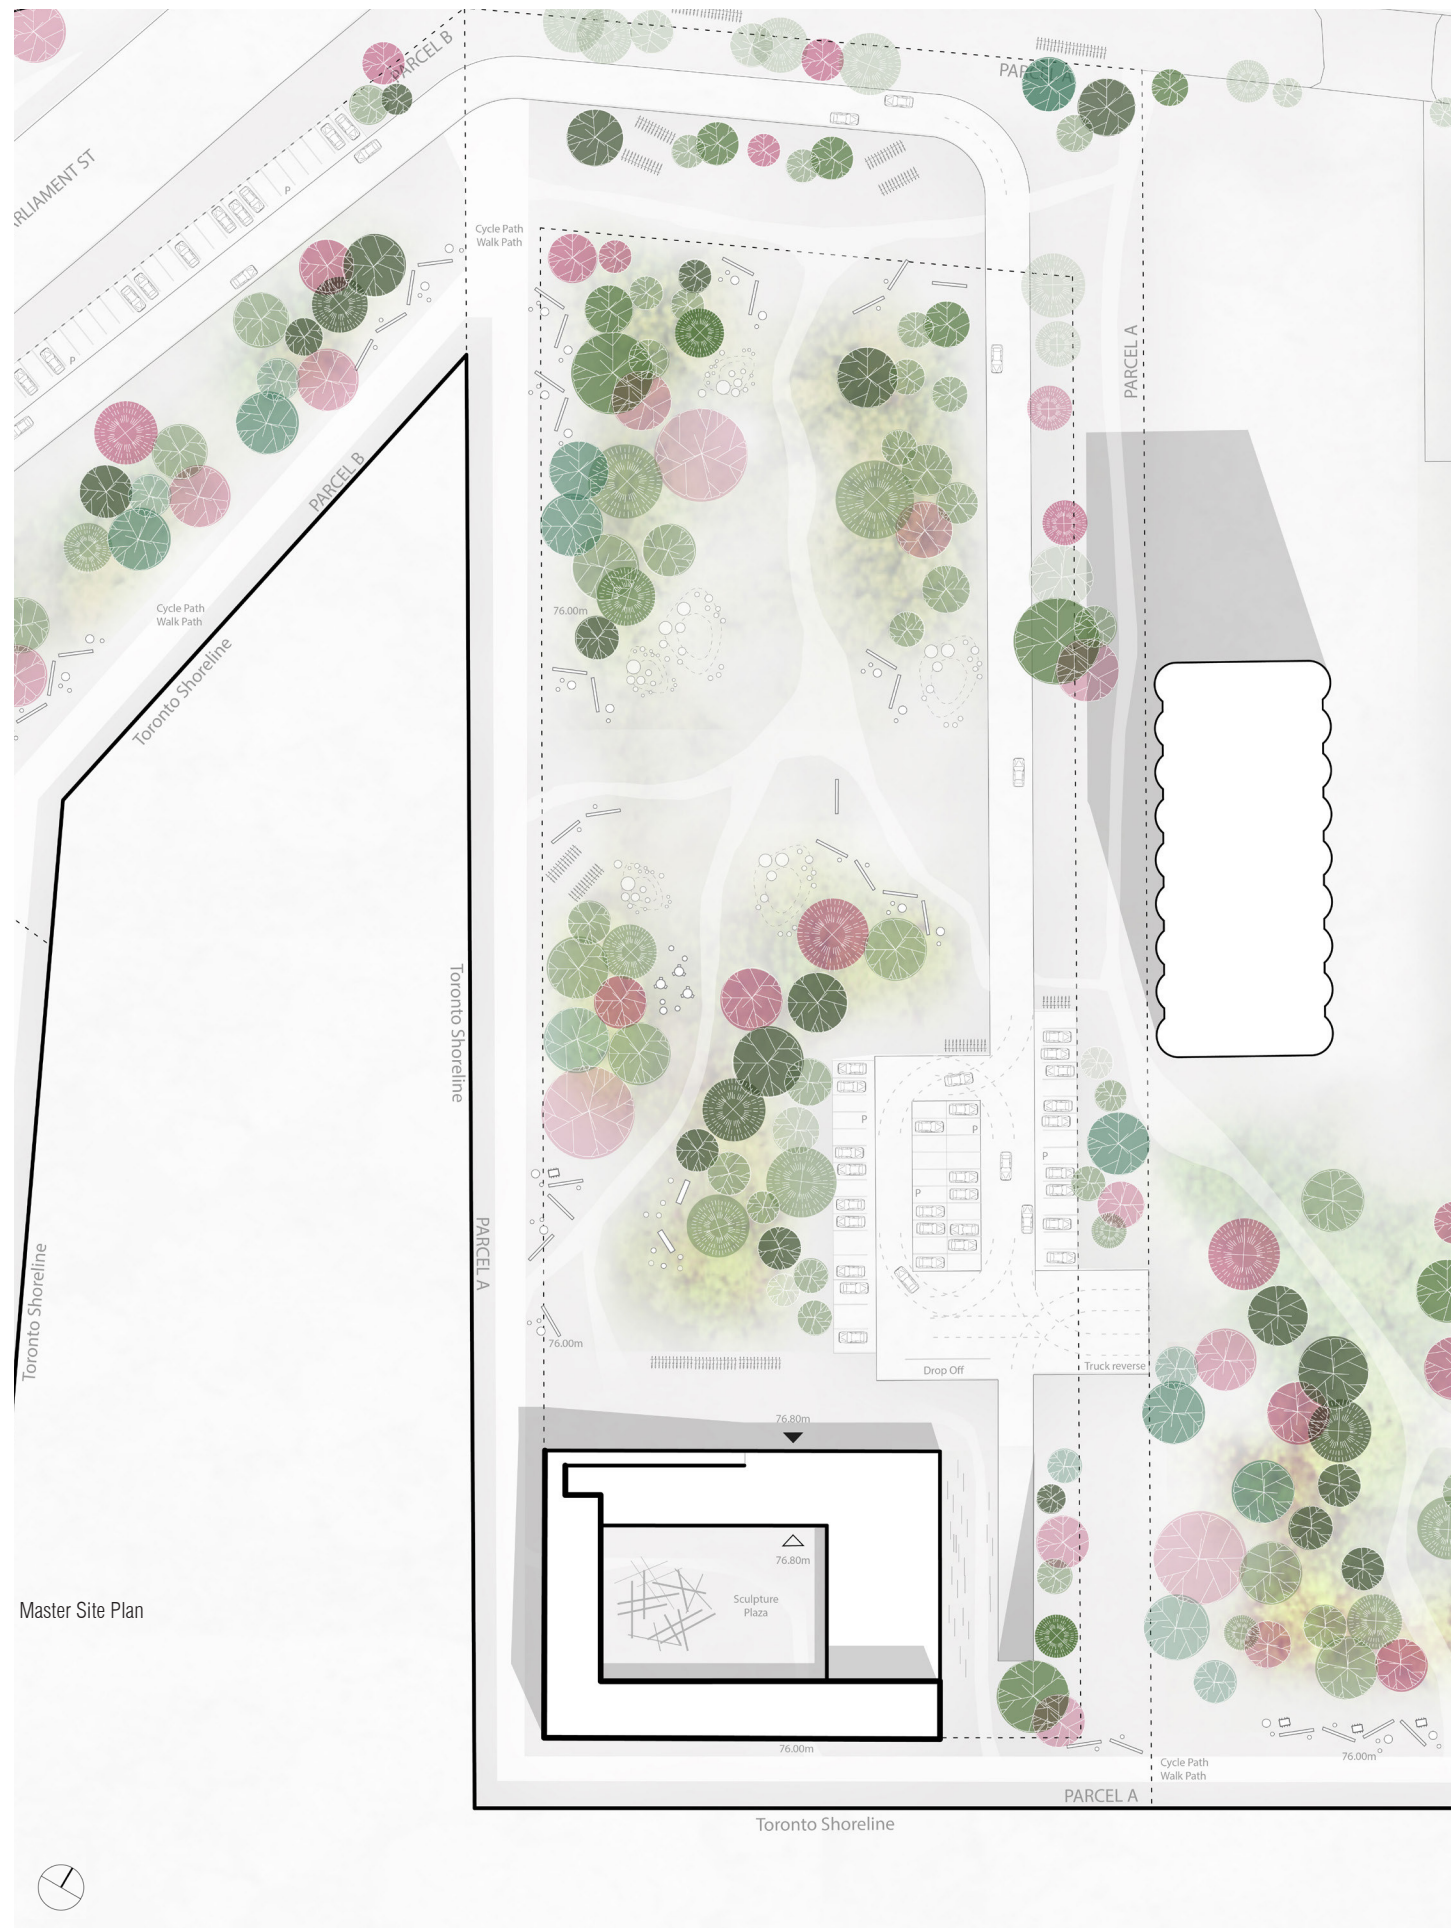 PARCEL B
PAR
ARLIAMENT ST
P
Cycle Path
Walk Path
PARCEL A
P
PARCEL B
76.00m
Cycle Path
Walk Path
Toronto Shoreline
Toronto Shoreline
P
P
P
P
PARCEL A
Toronto Shoreline
76.00m
Drop Off
Truck reverse
76.80m
76.80m
Sculpture
Plaza
Master Site Plan
76.00m
76.00m
Cycle Path
Walk Path
PARCEL A
Toronto Shoreline